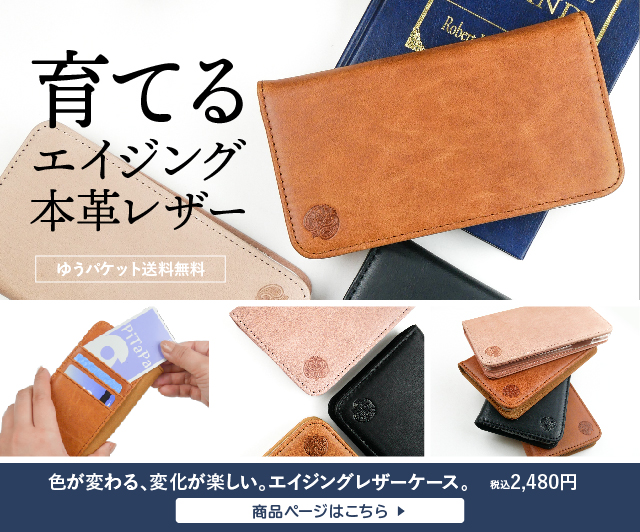 育てる
エイジング
本革レザー
ゆうパケット送料無料
PiTaPa
色が変わる、変化が楽しい。エイジングレザーケース。 税込2,480円
商品ページはこちら ▶